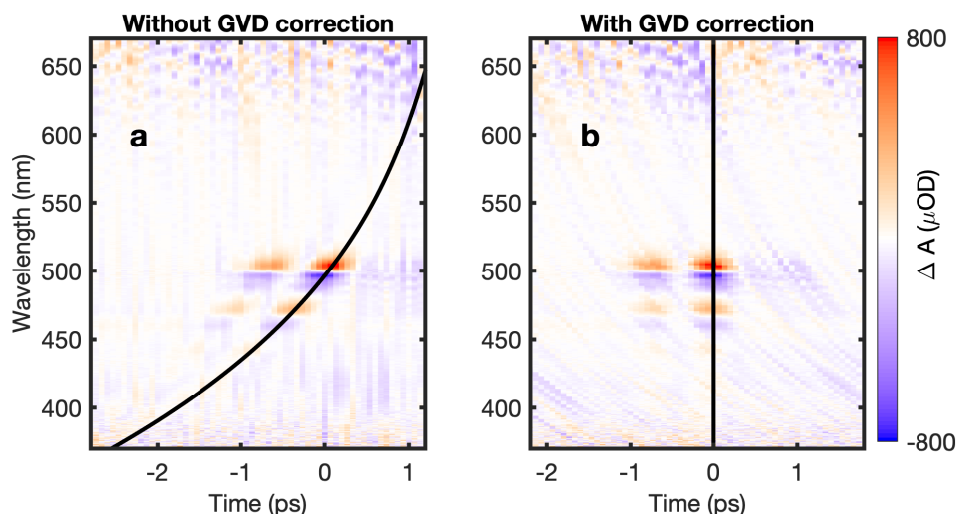 Without GVD correction
With GVD correction
650
600
550
500
450
400
Wavelength (nm)
a
-2
-1
0
1
Time (ps)
650
600
550
500
450
400
b
-2
-1
0
1
Time (ps)
800
-800
Δ A (μOD)